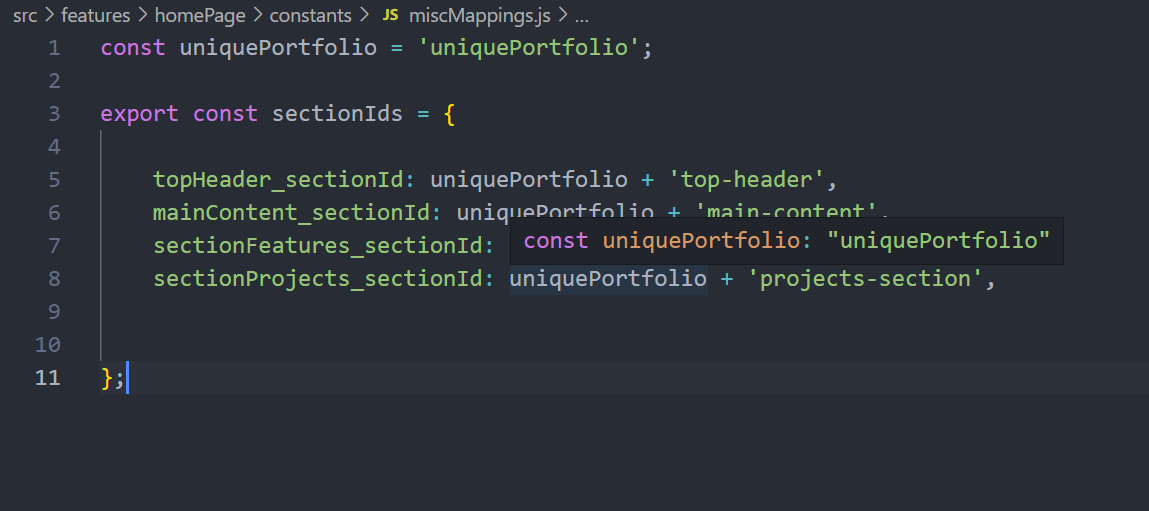 src > features > homePage > constants > JS miscMappings.js > ...
1 const uniquePortfolio = 'uniquePortfolio';
2
3 export const sectionIds = {
4
5 topHeader_sectionId: uniquePortfolio + 'top-header',
6 mainContent_sectionId: uniquePortfolio + 'main-content',
7 sectionFeatures_sectionId:
const uniquePortfolio: "uniquePortfolio"
8 sectionProjects_sectionId: uniquePortfolio + 'projects-section',
9
10
11 };